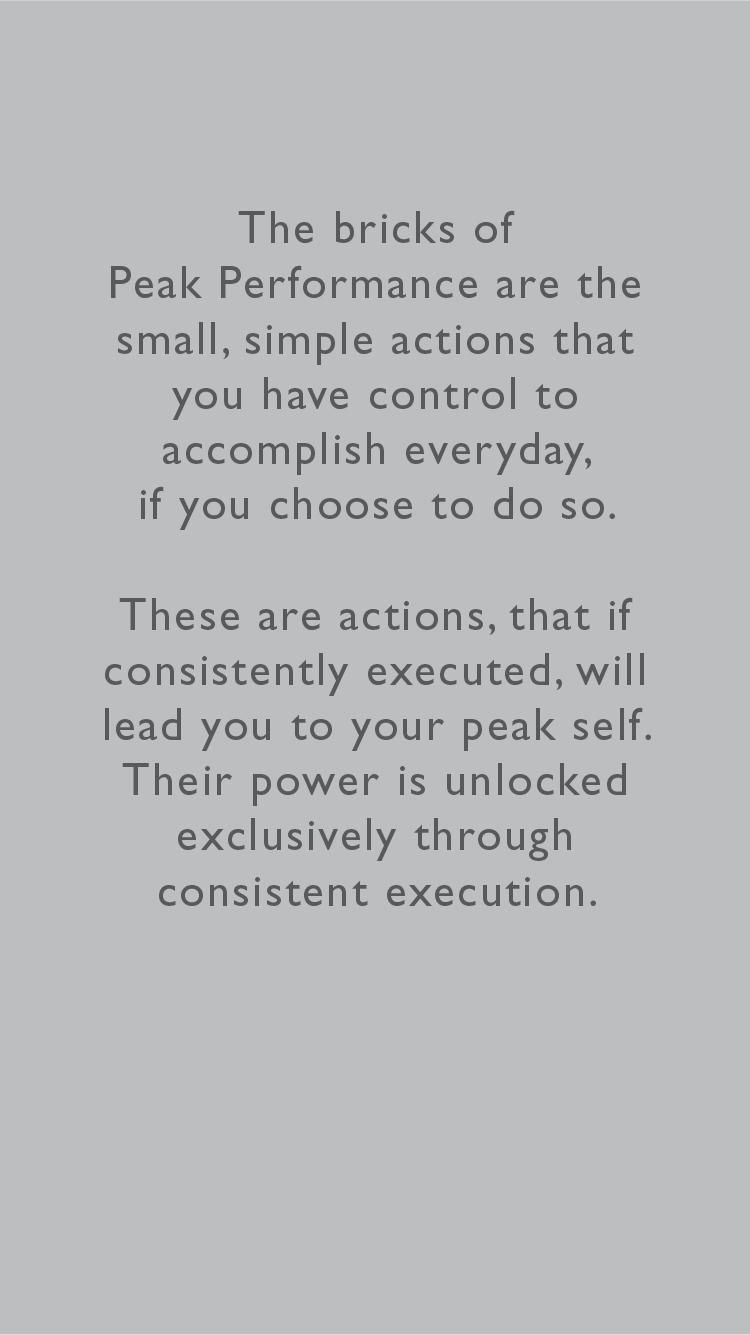 The bricks of
Peak Performance are the
small, simple actions that
you have control to
accomplish everyday,
if you choose to do so.
These are actions, that if
consistently executed, will
lead you to your peak self.
Their power is unlocked
exclusively through
consistent execution.